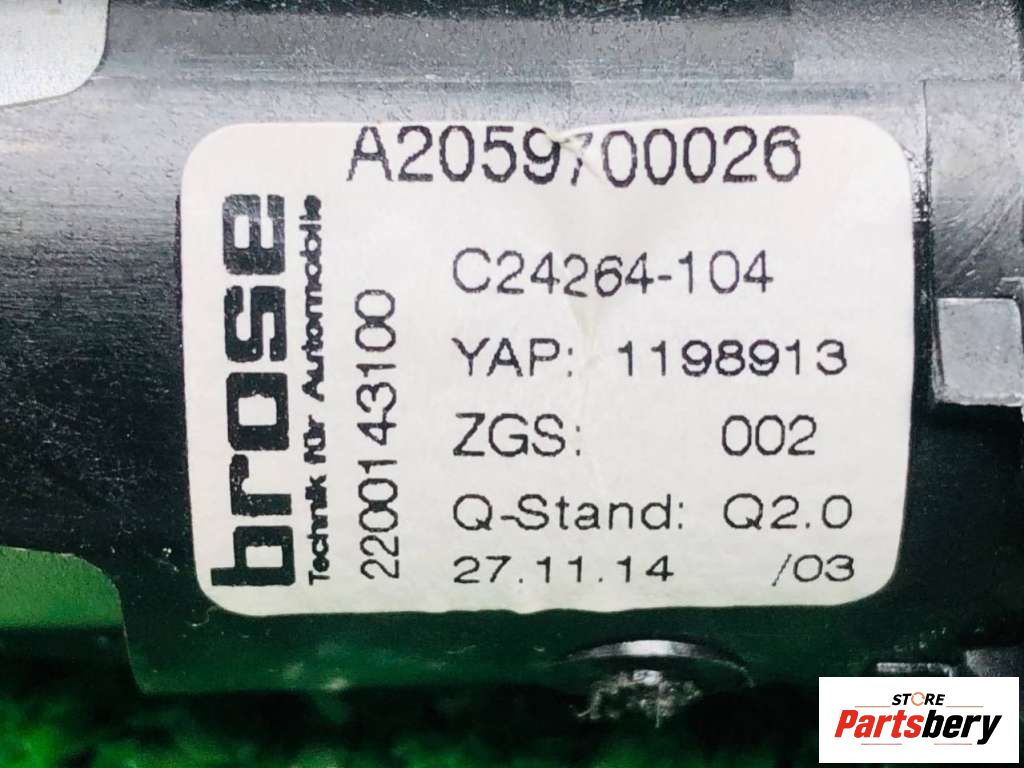 A2059700026
C24264-104
YAP: 1198913
ZGS: 002
Q-Stand: Q2.0
27.11.14 /03
brose
Technik für Automobile
2200143100
STORE
Partsbery